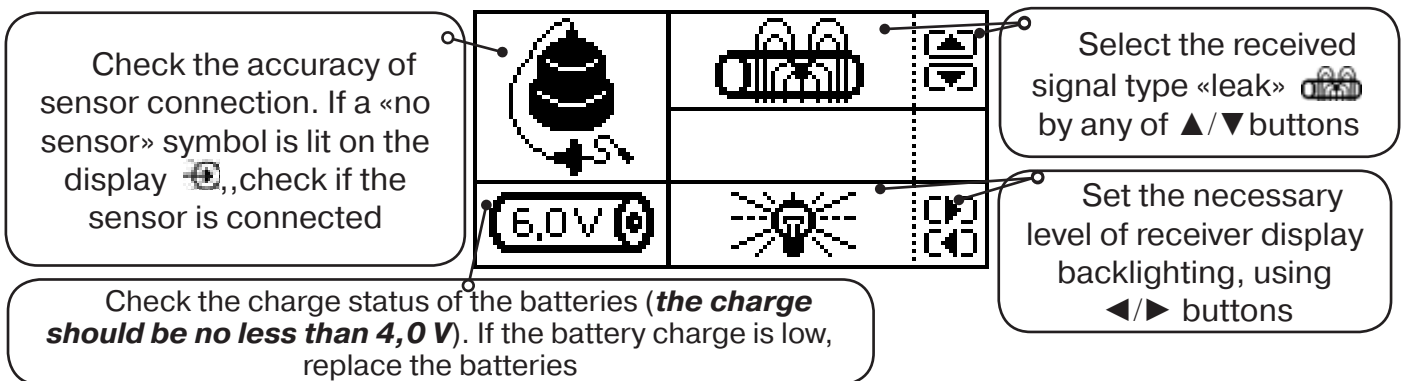 Check the accuracy of
sensor connection. If a «no
sensor» symbol is lit on the
display ,,check if the
sensor is connected
6,0V
Select the received
signal type «leak»
by any of ▲/▼buttons
Set the necessary
level of receiver display
backlighting, using
◄/► buttons
Check the charge status of the batteries (the charge
should be no less than 4,0 V). If the battery charge is low,
replace the batteries